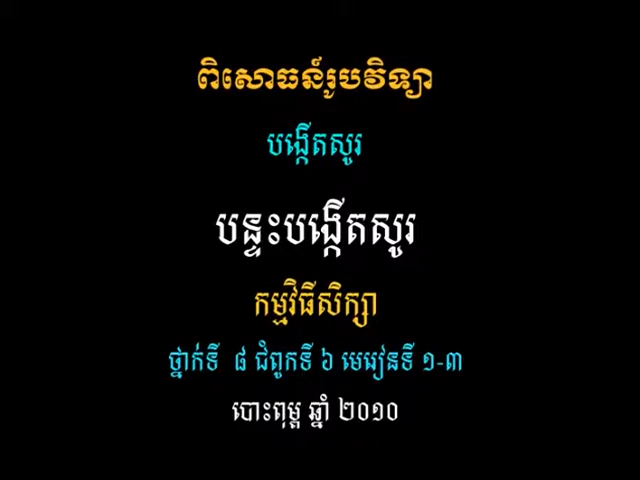 ពិសោធន៍រូបវិទ្យា
បង្កើតសូរ
បន្ទះបង្កើតសូរ
កម្មវិធីសិក្សា
ថ្នាក់ទី ៨ ជំពូកទី ៦ មេរៀនទី ១-៣
បោះពុម្ព ឆ្នាំ ២០១០